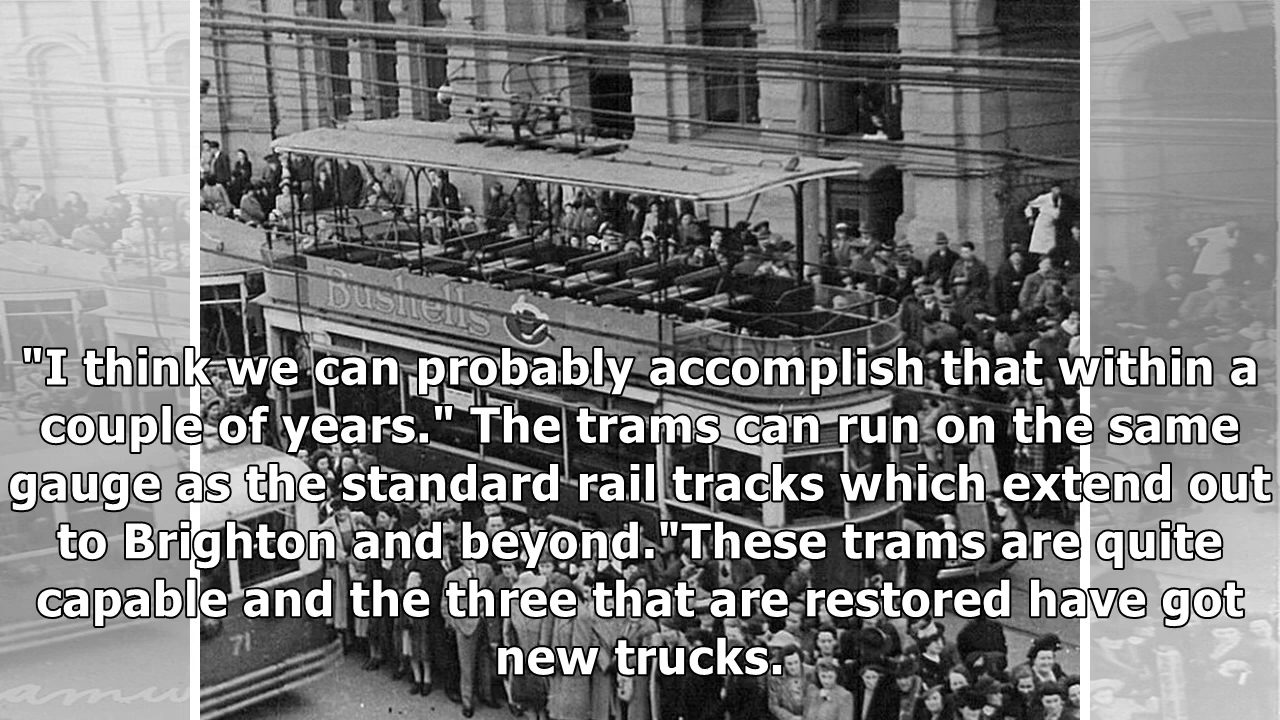 Bushells
"I think we can probably accomplish that within a
couple of years." The trams can run on the same
gauge as the standard rail tracks which extend out
to Brighton and beyond."These trams are quite
capable and the three that are restored have got
new trucks.
71